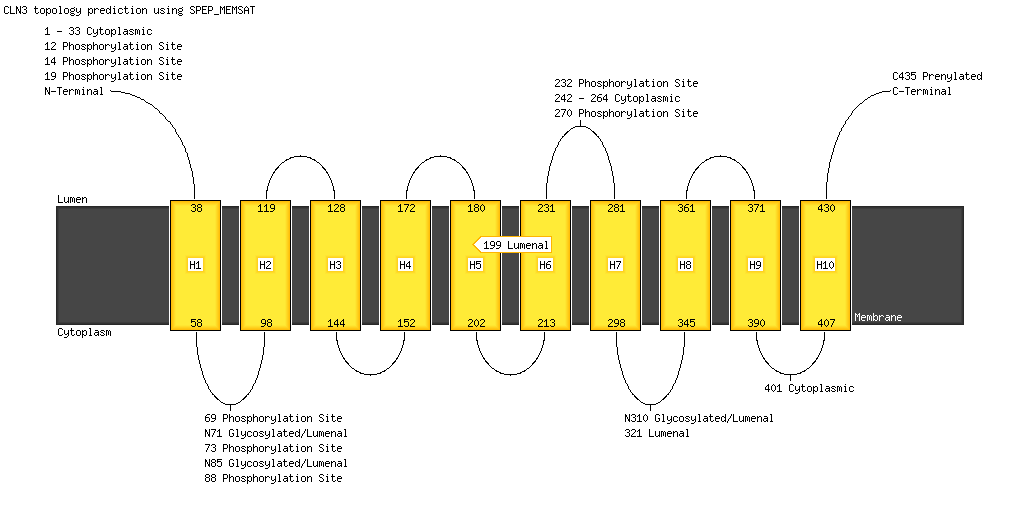 CLN3 topology prediction using SPEP_MEMSAT
1 - 33 Cytoplasmic
12 Phosphorylation Site
14 Phosphorylation Site
19 Phosphorylation Site
N-Terminal
232 Phosphorylation Site
242 - 264 Cytoplasmic
270 Phosphorylation Site
C435 Prenylated
C-Terminal
Lumen
38 119 128 172 180 231 281 361 371 430
199 Lumenal
H1 H2 H3 H4 H5 H6 H7 H8 H9 H10
58 98 144 152 202 213 298 345 390 407
Membrane
Cytoplasm
401 Cytoplasmic
69 Phosphorylation Site
N71 Glycosylated/Lumenal
73 Phosphorylation Site
N85 Glycosylated/Lumenal
88 Phosphorylation Site
N310 Glycosylated/Lumenal
321 Lumenal